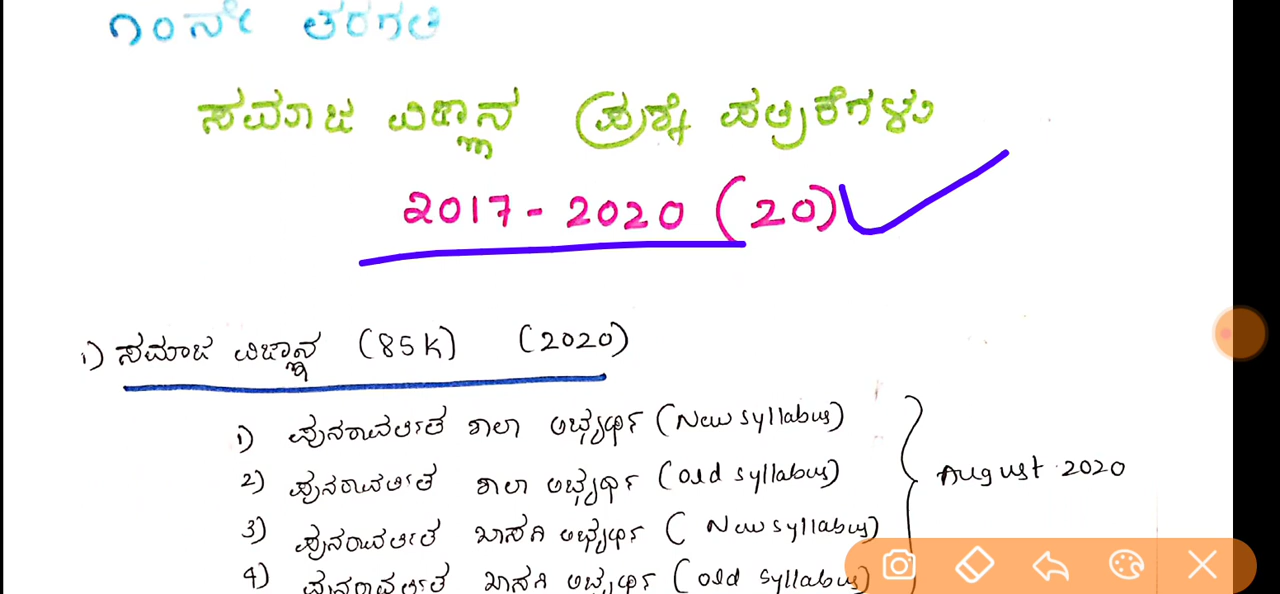 ೧೦ನೇ ತರಗತಿ
ಸಮಾಜ ವಿಜ್ಞಾನ ಪ್ರಶ್ನೇ ಪತ್ರಿಕೆಗಳು
2017 - 2020 (20)
1) ಸಮಾಜ ವಿಜ್ಞಾನ (85K) (2020)
1) ಪುನರಾವರ್ತಿತ ಶಾಲಾ ಅಭ್ಯರ್ಥಿ (New syllabus)
2) ಪುನರಾವರ್ತಿತ ಶಾಲಾ ಅಭ್ಯರ್ಥಿ (old syllabus)
August 2020
3) ಪುನರಾವರ್ತಿತ ಖಾಸಗಿ ಅಭ್ಯರ್ಥಿ (New syllabus)
4) ಪುನರಾವರ್ತಿತ ಖಾಸಗಿ ಅಭ್ಯರ್ಥಿ (old syllabus)